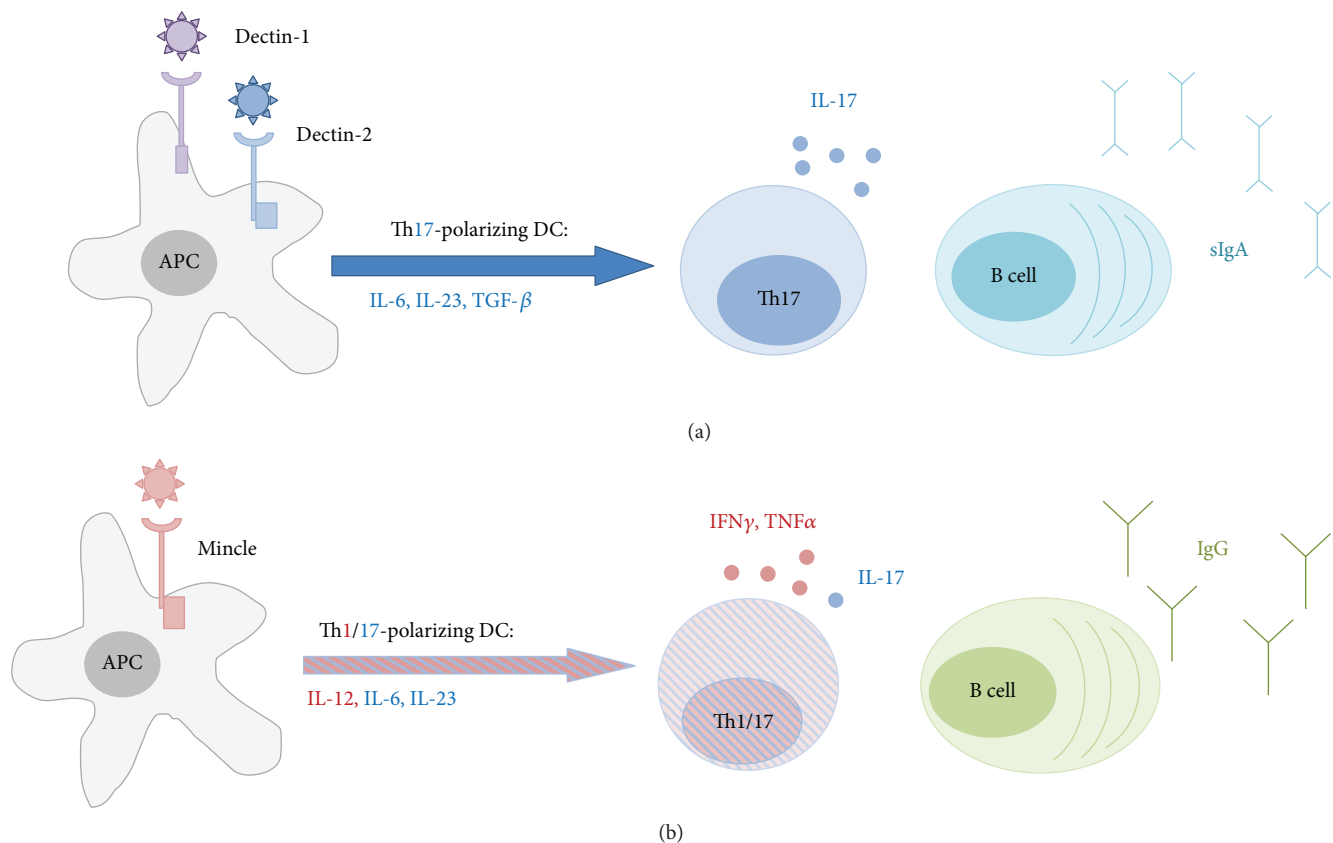 Dectin-1
Dectin-2
APC
Th17-polarizing DC:
IL-6, IL-23, TGF-β
IL-17
Th17
B cell
sIgA
(a)
Mincle
APC
Th1/17-polarizing DC:
IL-12, IL-6, IL-23
IFNγ, TNFα
IL-17
Th1/17
B cell
IgG
(b)